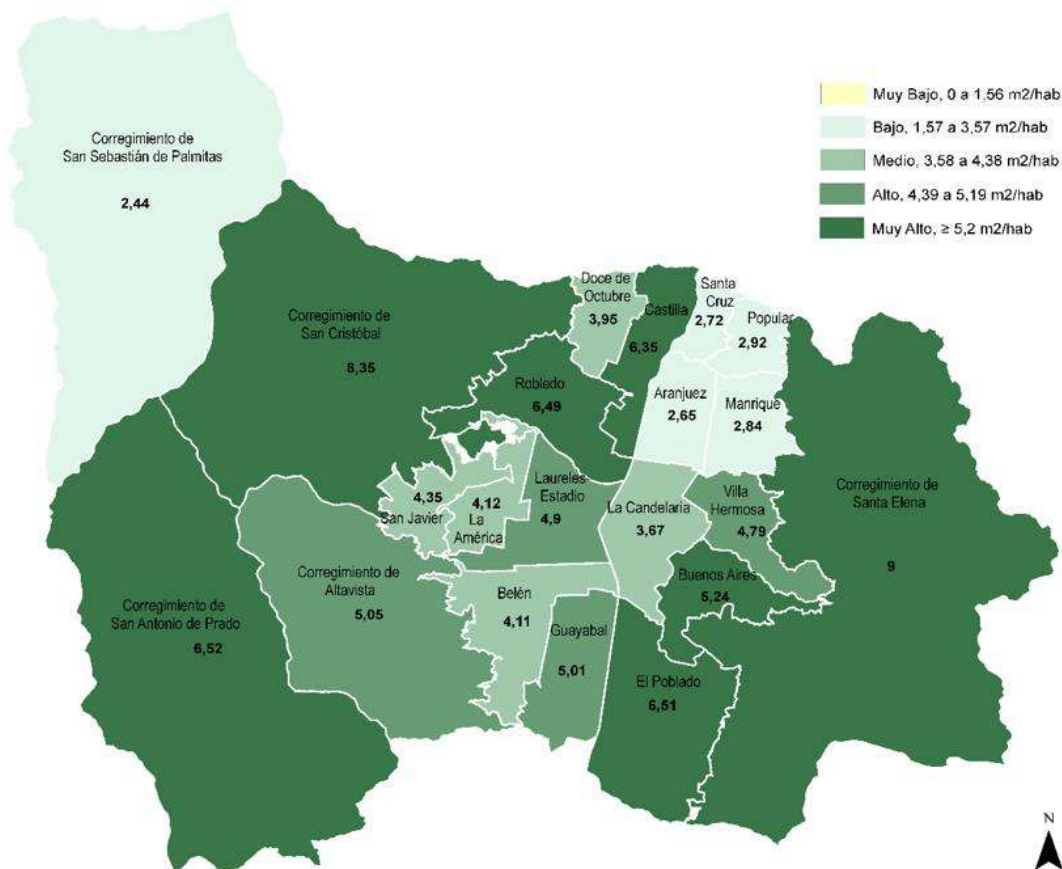 Muy Bajo, 0 a 1,56 m2/hab
Bajo, 1,57 a 3,57 m2/hab
Medio, 3,58 a 4,38 m2/hab
Alto, 4,39 a 5,19 m2/hab
Muy Alto, ≥ 5,2 m2/hab
Corregimiento de
San Sebastián de Palmitas
2,44
Corregimiento de
San Cristóbal
8,35
Doce de
Octubre
3,95
Castilla
6,35
Santa
Cruz
2,72
Popular
2,92
Robledo
6,49
Aranjuez
2,65
Manrique
2,84
4,35
San Javier
4,12
La
América
Laureles
Estadio
4,9
La Candelaria
3,67
Villa
Hermosa
4,79
Corregimiento de
Santa Elena
9
Corregimiento de
Altavista
5,05
Belén
4,11
Guayabal
5,01
Buenos Aires
5,24
Corregimiento de
San Antonio de Prado
6,52
El Poblado
6,51
N